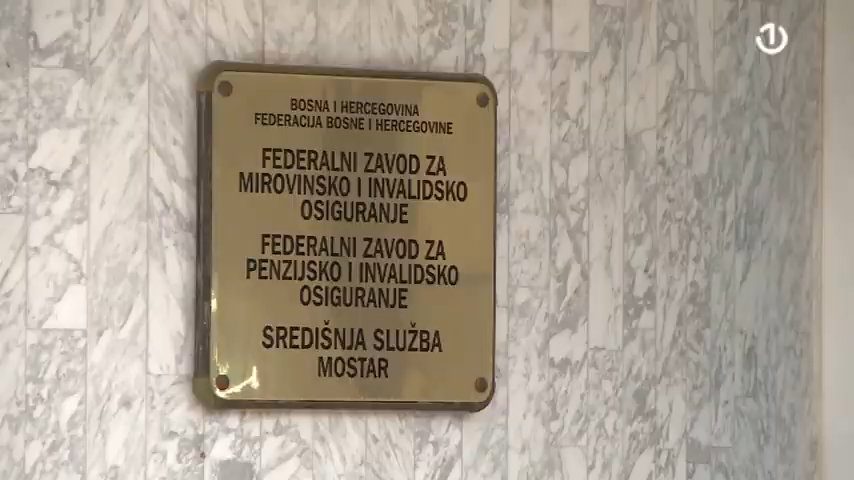 BOSNA I HERCEGOVINA
FEDERACIJA BOSNE I HERCEGOVINE
FEDERALNI ZAVOD ZA
MIROVINSKO I INVALIDSKO
OSIGURANJE
FEDERALNI ZAVOD ZA
PENZIJSKO I INVALIDSKO
OSIGURANJE
SREDIŠNJA SLUŽBA
MOSTAR
1